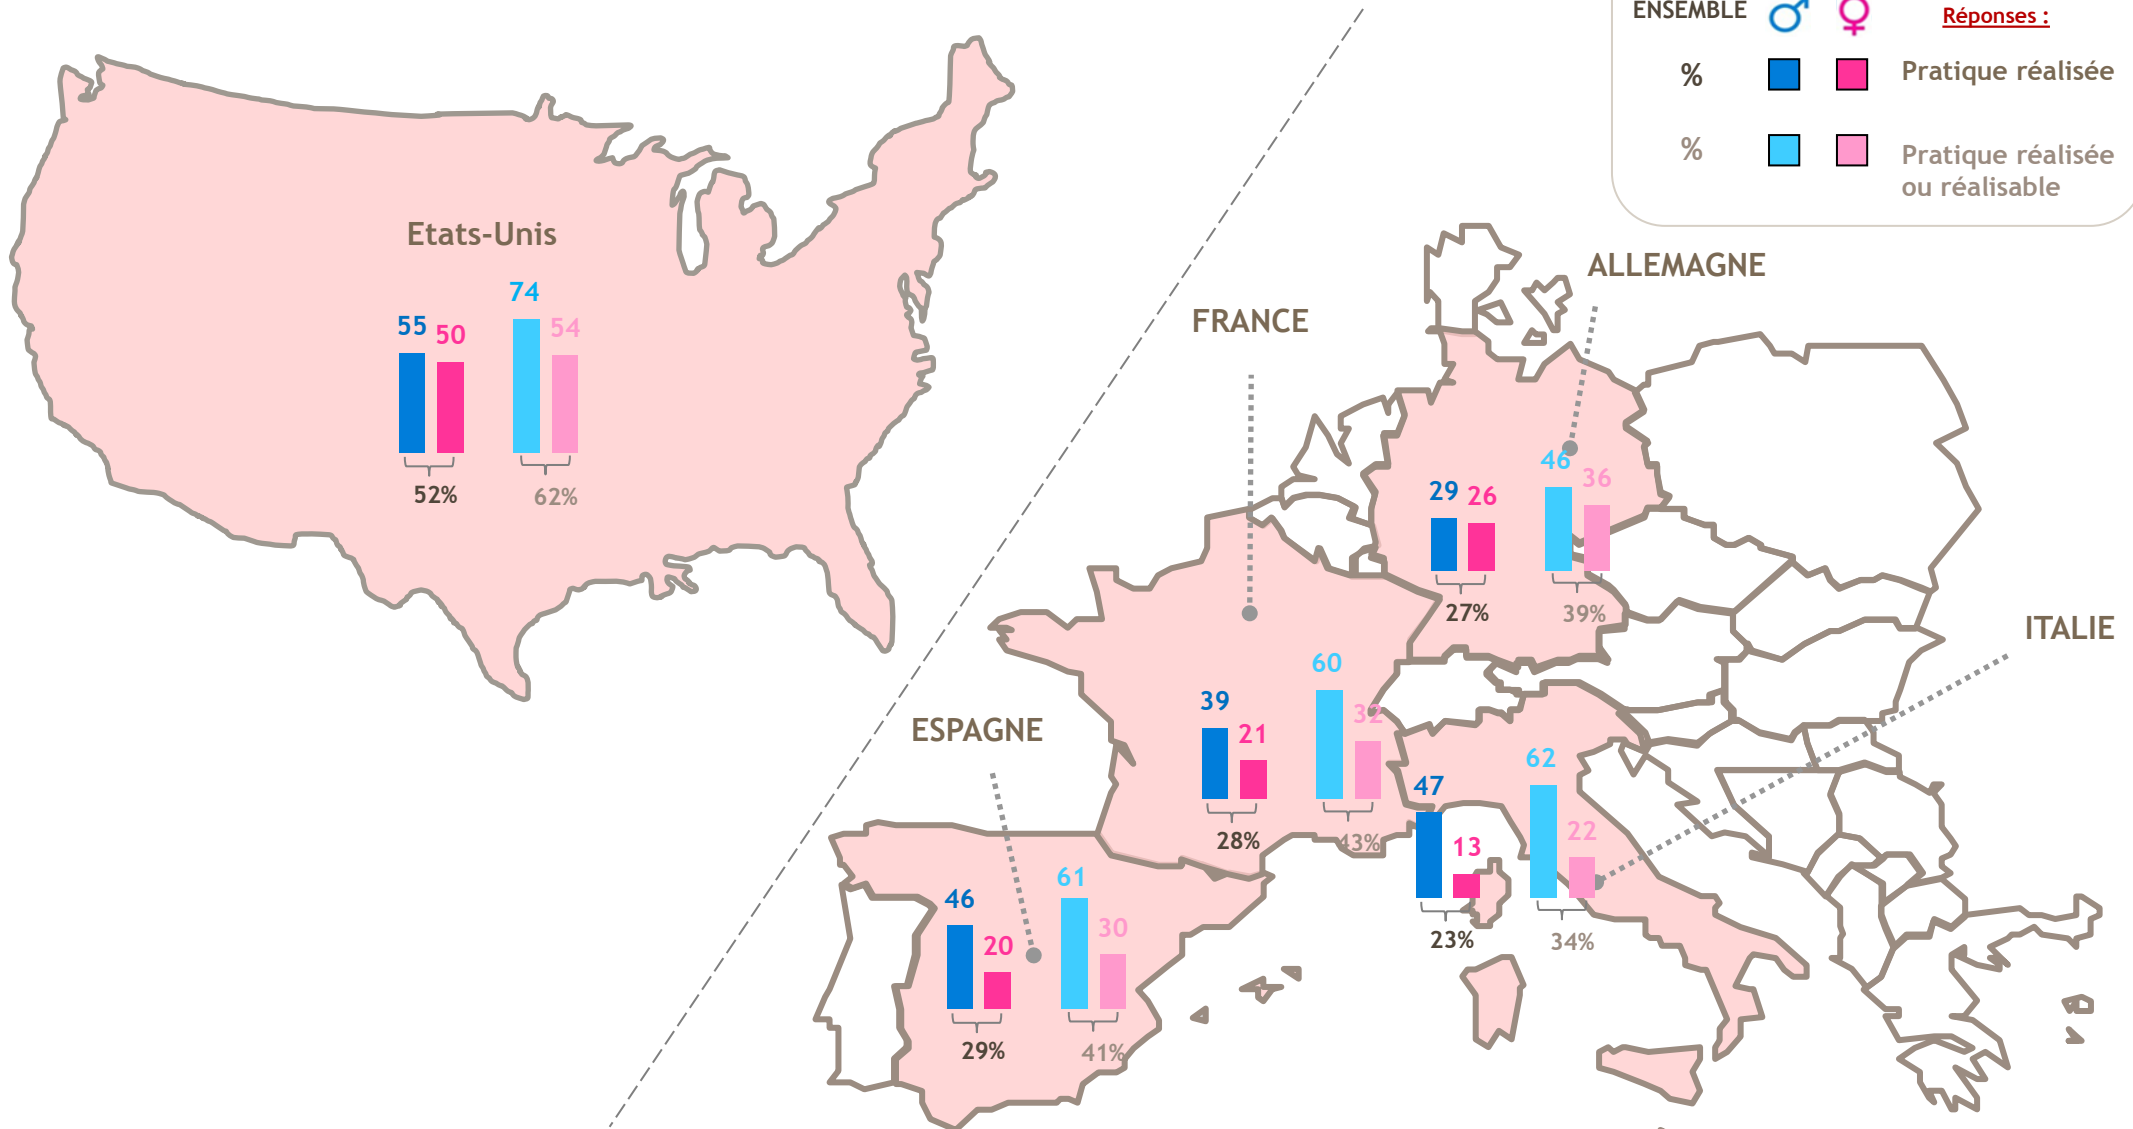 ENSEMBLE ♂ ♀ Réponses :
% Pratique réalisée
% Pratique réalisée
ou réalisable
Etats-Unis
55 50 74 54
52% 62%
FRANCE
39 21 60 32
28% 43%
ALLEMAGNE
29 26 46 36
27% 39%
ESPAGNE
46 20 61 30
29% 41%
ITALIE
47 13 62 22
23% 34%